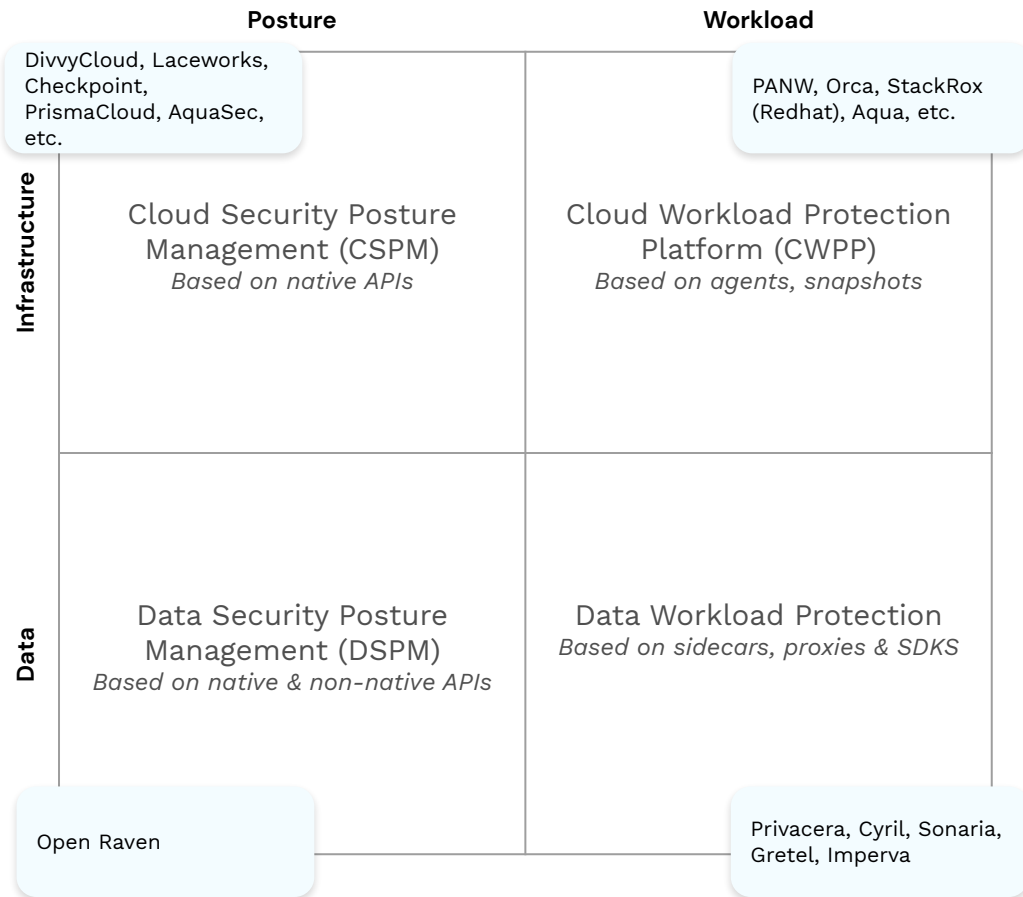 Posture
Workload
DivvyCloud, Laceworks,
Checkpoint,
PrismaCloud, AquaSec,
etc.
PANW, Orca, StackRox
(Redhat), Aqua, etc.
Infrastructure
Cloud Security Posture
Management (CSPM)
Based on native APIs
Cloud Workload Protection
Platform (CWPP)
Based on agents, snapshots
Data
Data Security Posture
Management (DSPM)
Based on native & non-native APIs
Data Workload Protection
Based on sidecars, proxies & SDKS
Open Raven
Privacera, Cyril, Sonaria,
Gretel, Imperva